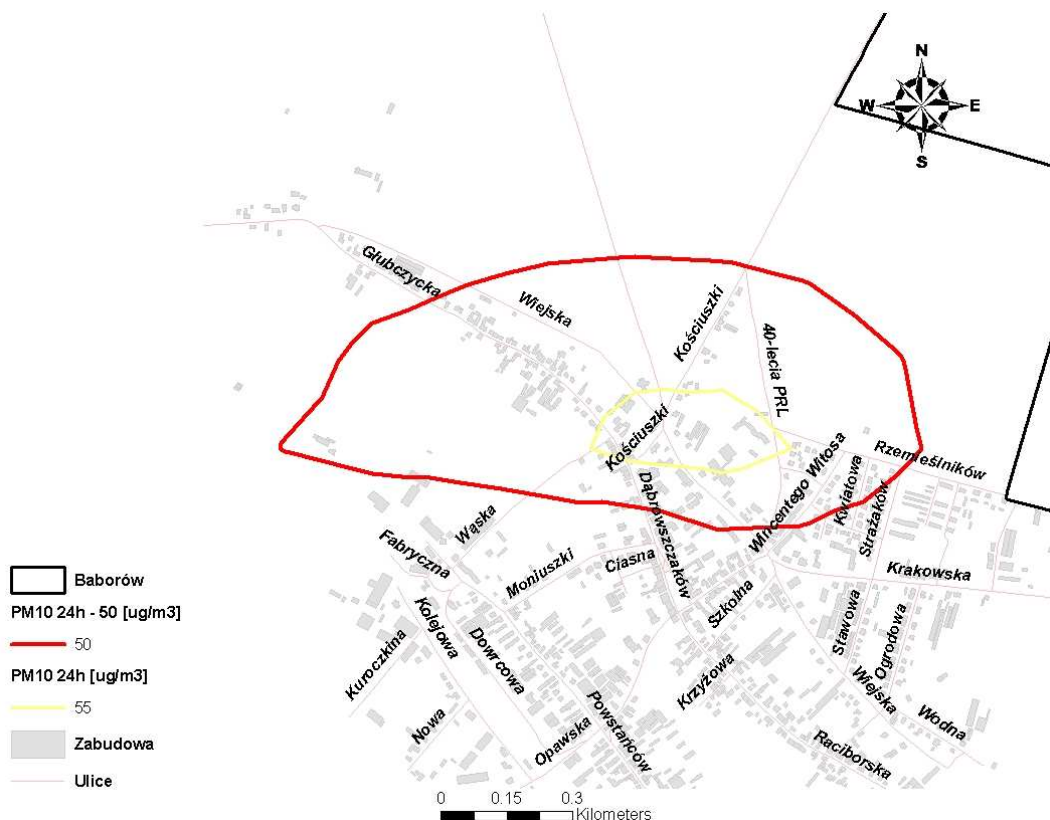 N
W
E
S
Głubczycka
Wiejska
Kościuszki
40-lecia PRL
Kościuszki
Rzemieślników
Wincentego Witosa
Kwiatowa
Strażaków
Dąbrowszczaków
Wąska
Fabryczna
Moniuszki
Ciasna
Krakowska
Szkolna
Stawowa
Ogrodowa
Kolejowa
Kuroczkina
Dowrcowa
Krzyżowa
Wiejska
Wodna
Nowa
Opawska
Powstańców
Raciborska
Baborów
PM10 24h - 50 [ug/m3]
50
PM10 24h [ug/m3]
55
Zabudowa
Ulice
0 0.15 0.3
Kilometers